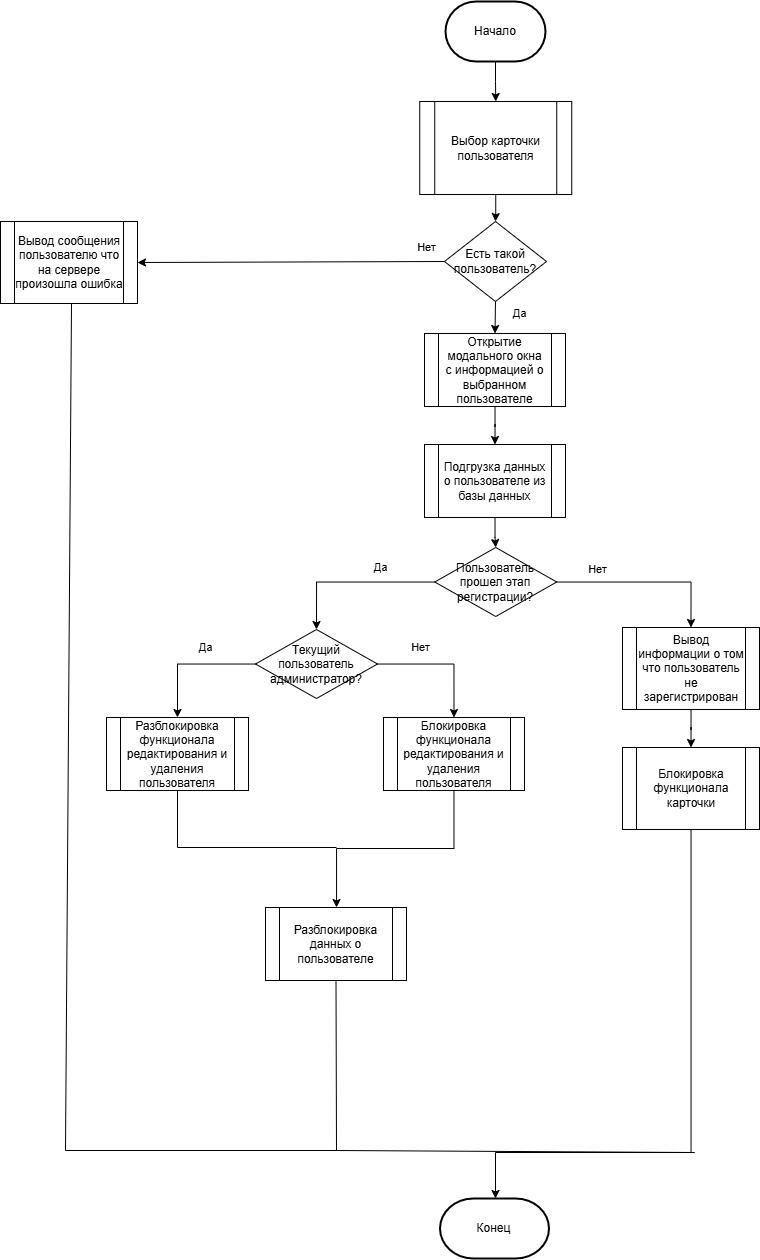 Начало
Выбор карточки
пользователя
Вывод сообщения
пользователю что
на сервере
произошла ошибка
Нет
Есть такой
пользователь?
Да
Открытие
модального окна
с информацией о
выбранном
пользователе
Подгрузка данных
о пользователе из
базы данных
Да
Пользователь
прошел этап
регистрации?
Нет
Да
Текущий
пользователь
администратор?
Нет
Вывод
информации о том
что пользователь
не
зарегистрирован
Разблокировка
функционала
редактирования и
удаления
пользователя
Блокировка
функционала
редактирования и
удаления
пользователя
Блокировка
функционала
карточки
Разблокировка
данных о
пользователе
Конец